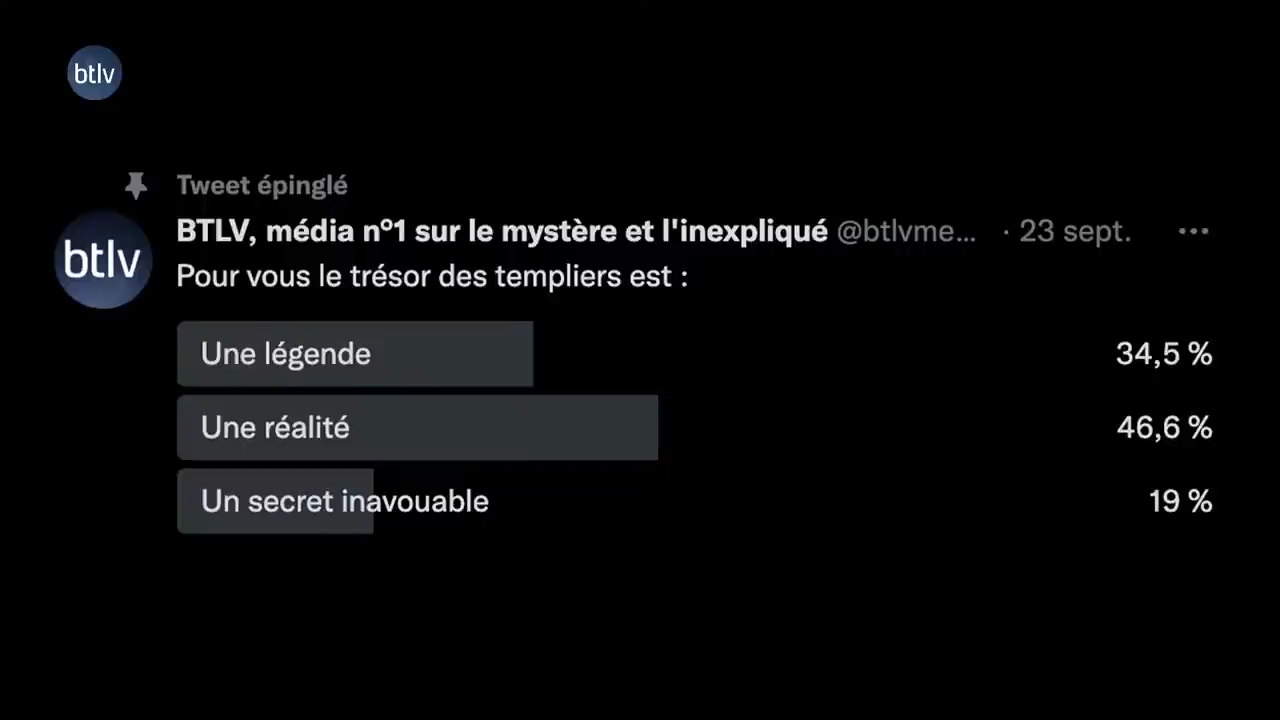 btlv
Tweet épinglé
BTLV, média nº1 sur le mystère et l'inexpliqué @btlvme... · 23 sept. ...
btlv
Pour vous le trésor des templiers est :
Une légende 34,5 %
Une réalité 46,6 %
Un secret inavouable 19 %